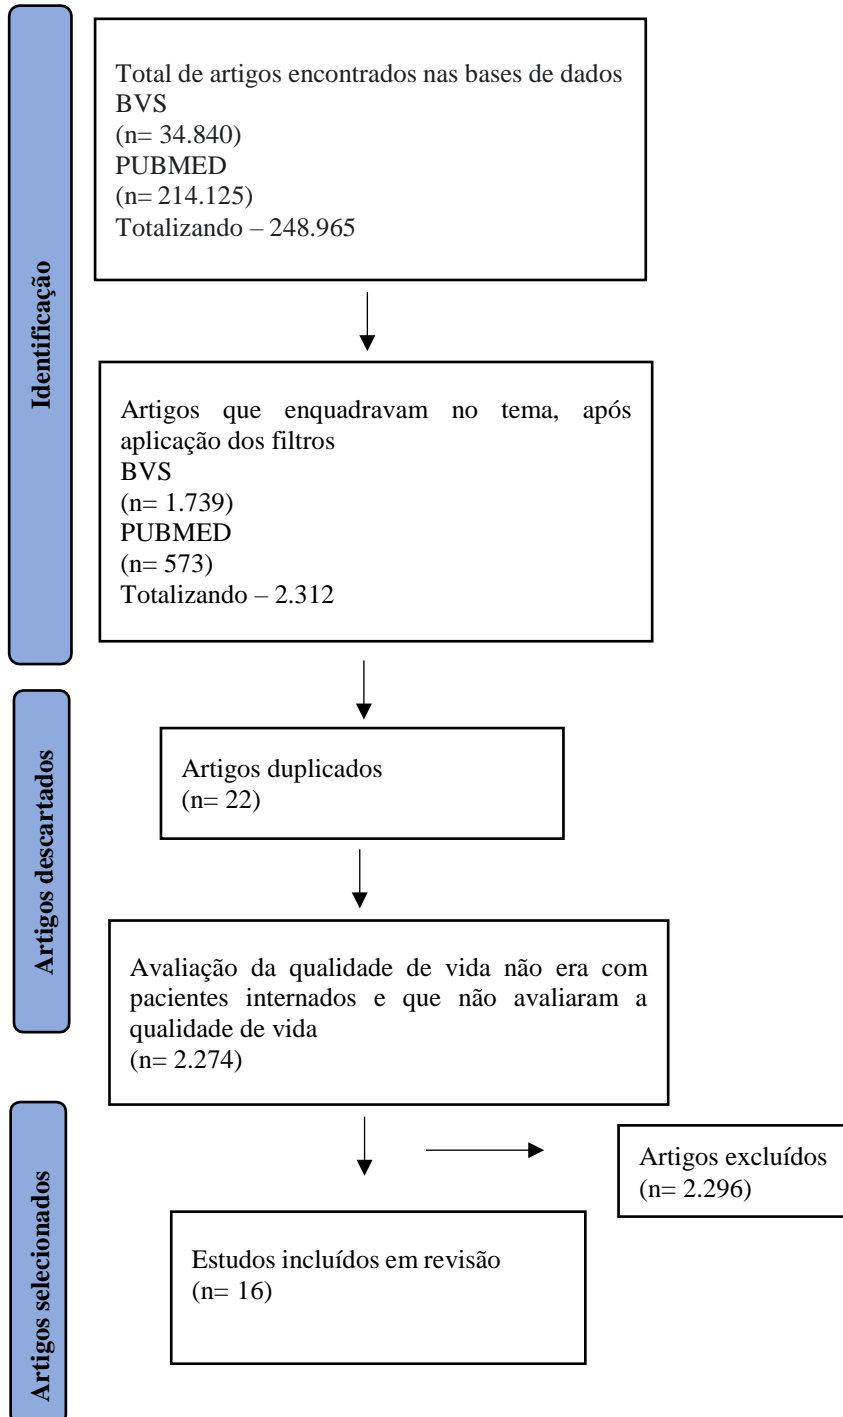 Identificação
Total de artigos encontrados nas bases de dados
BVS
(n= 34.840)
PUBMED
(n= 214.125)
Totalizando – 248.965
Artigos que enquadravam no tema, após
aplicação dos filtros
BVS
(n= 1.739)
PUBMED
(n= 573)
Totalizando – 2.312
Artigos descartados
Artigos duplicados
(n= 22)
Avaliação da qualidade de vida não era com
pacientes internados e que não avaliaram a
qualidade de vida
(n= 2.274)
Artigos selecionados
Artigos excluídos
(n= 2.296)
Estudos incluídos em revisão
(n= 16)